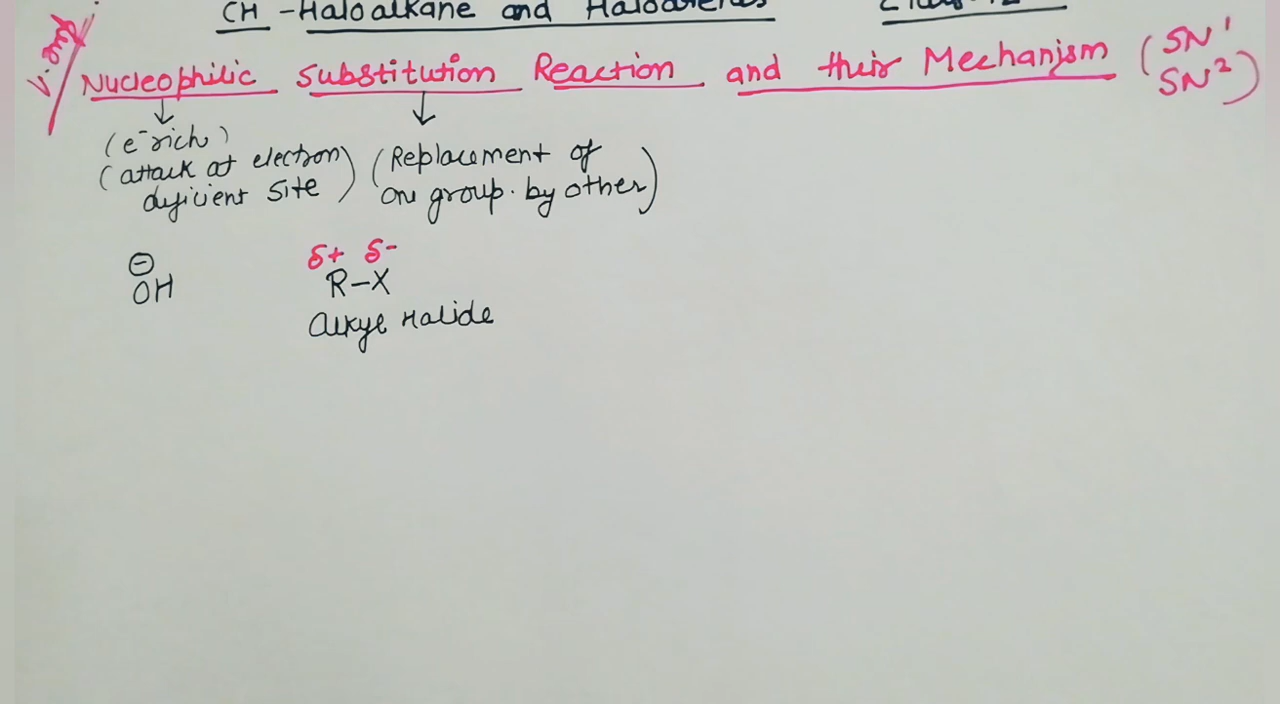 CH - Haloalkane and Haloarenes
V. imp.
Nucleophilic Substitution Reaction and their Mechanism (SN¹ SN²)
(e⁻rich)
(attack at electron deficient site)
(Replacement of one group. by other)
⊖
OH
δ+ δ-
R-X
Alkyl Halide